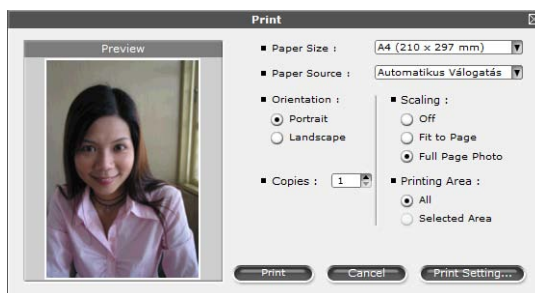 Print
Preview
Paper Size :
A4 (210 x 297 mm)
Paper Source :
Automatikus Válogatás
Orientation :
Portrait
Landscape
Scaling :
Off
Fit to Page
Full Page Photo
Copies :
1
Printing Area :
All
Selected Area
Print
Cancel
Print Setting...